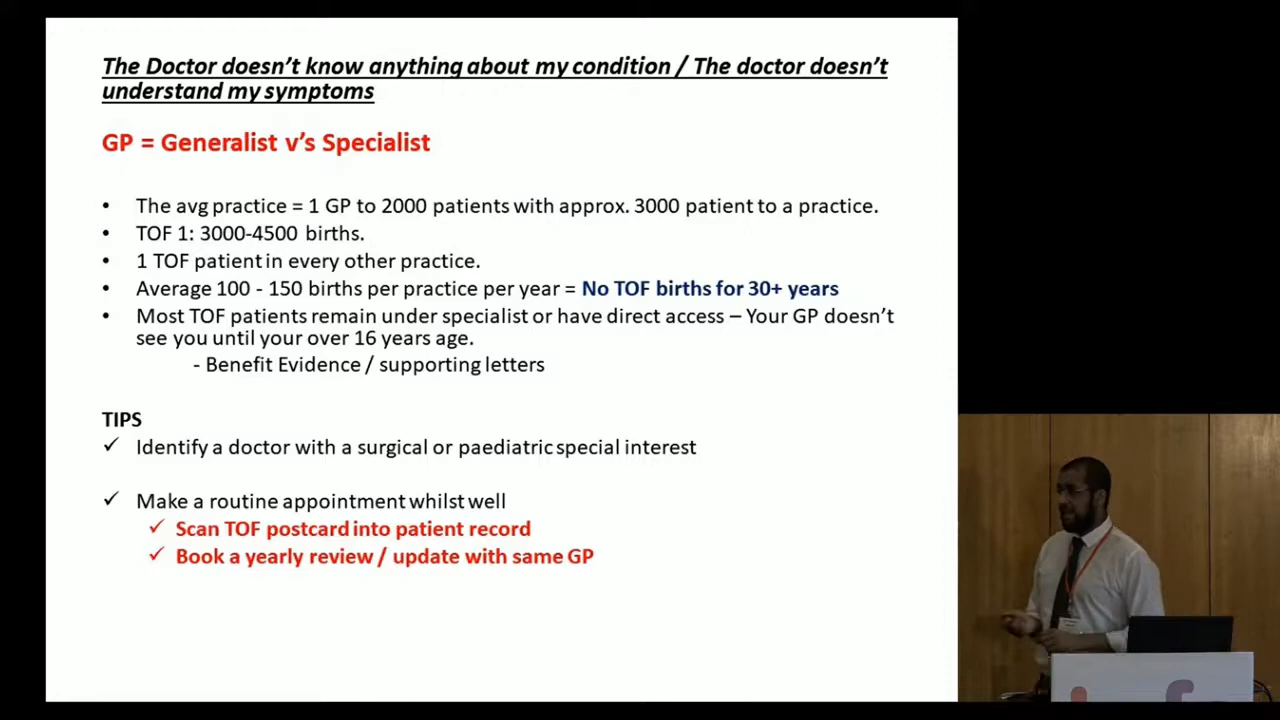 The Doctor doesn't know anything about my condition / The doctor doesn't
understand my symptoms
GP = Generalist v's Specialist
• The avg practice = 1 GP to 2000 patients with approx. 3000 patient to a practice.
• TOF 1: 3000-4500 births.
• 1 TOF patient in every other practice.
• Average 100 - 150 births per practice per year = No TOF births for 30+ years
• Most TOF patients remain under specialist or have direct access – Your GP doesn't
see you until your over 16 years age.
- Benefit Evidence / supporting letters
TIPS
✓ Identify a doctor with a surgical or paediatric special interest
✓ Make a routine appointment whilst well
✓ Scan TOF postcard into patient record
✓ Book a yearly review / update with same GP